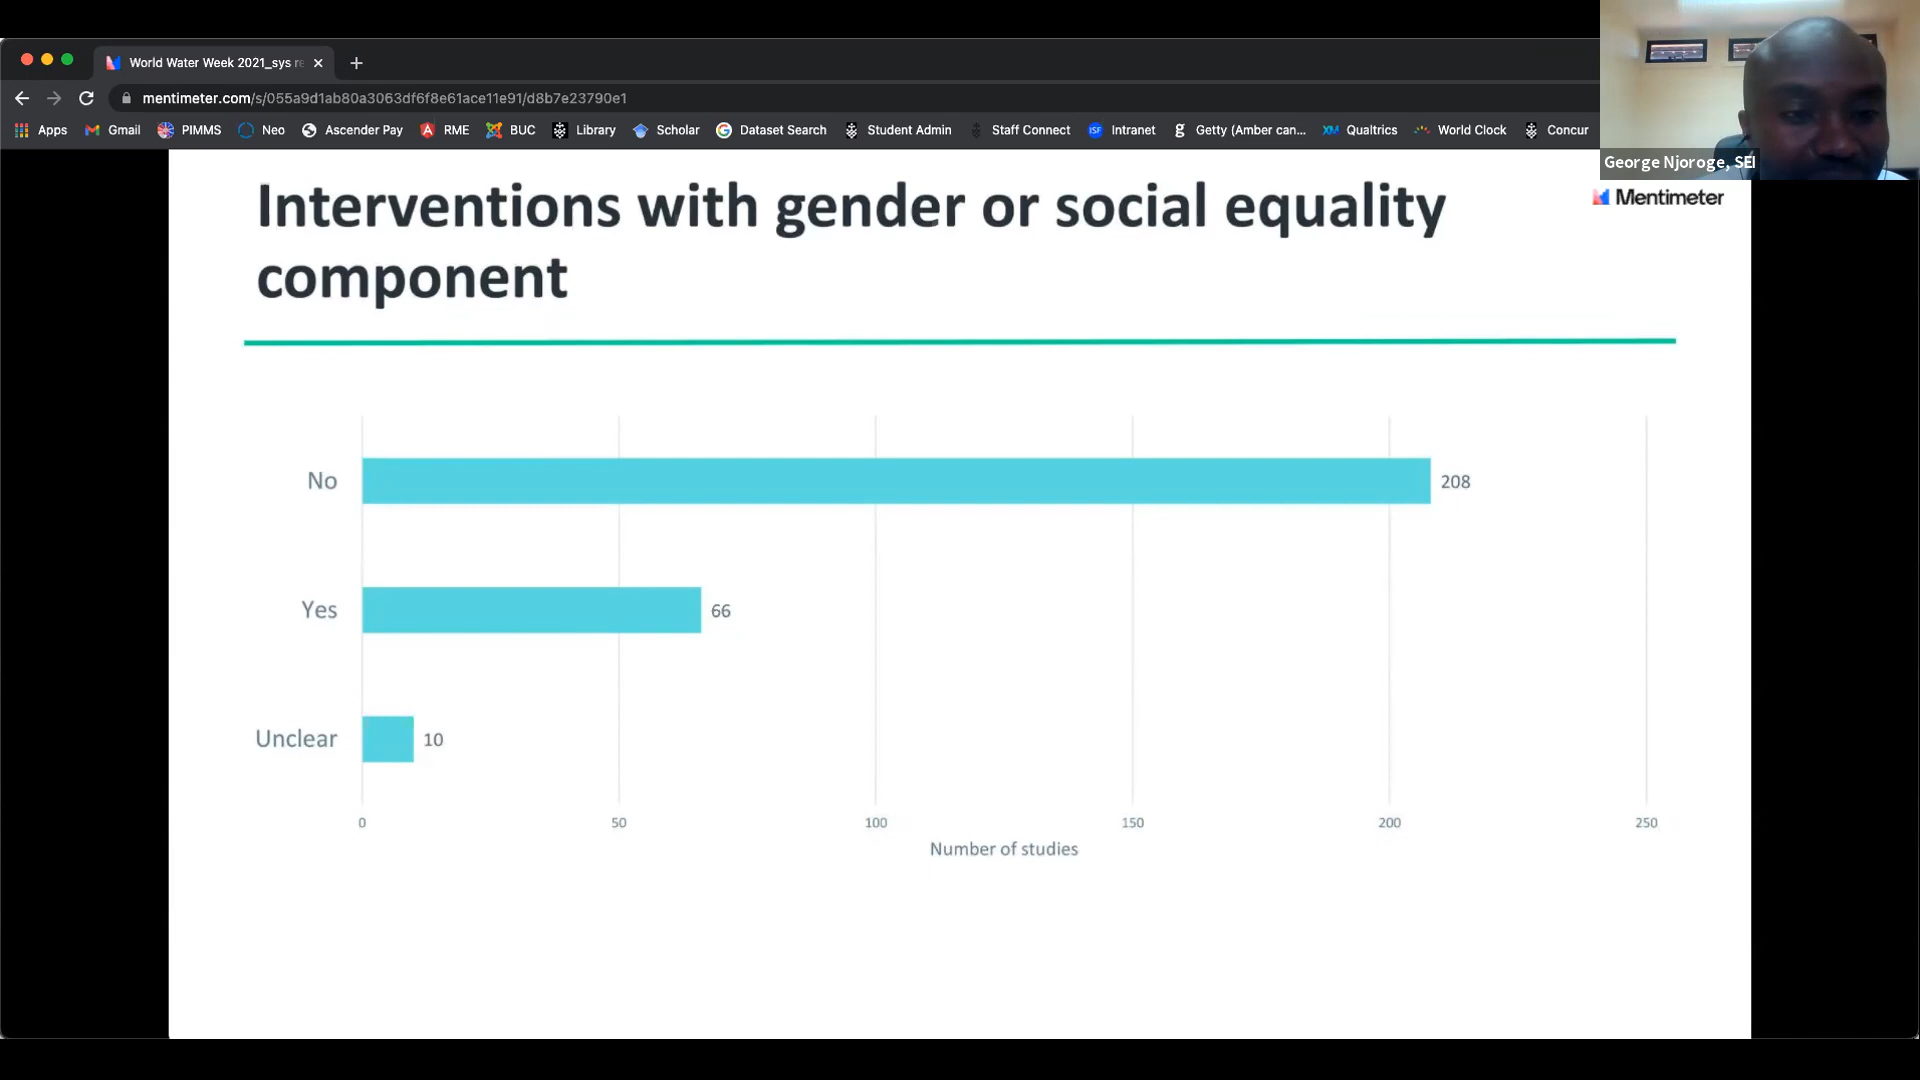 World Water Week 2021_sys re
mentimeter.com/s/055a9d1ab80a3063df6f8e61ace11e91/d8b7e23790e1
Apps Gmail PIMMS Neo Ascender Pay RME BUC Library Scholar Dataset Search Student Admin Staff Connect Intranet Getty (Amber can... Qualtrics World Clock Concur
George Njoroge, SEI
Mentimeter
Interventions with gender or social equality
component
No 208
Yes 66
Unclear 10
0 50 100 150 200 250
Number of studies